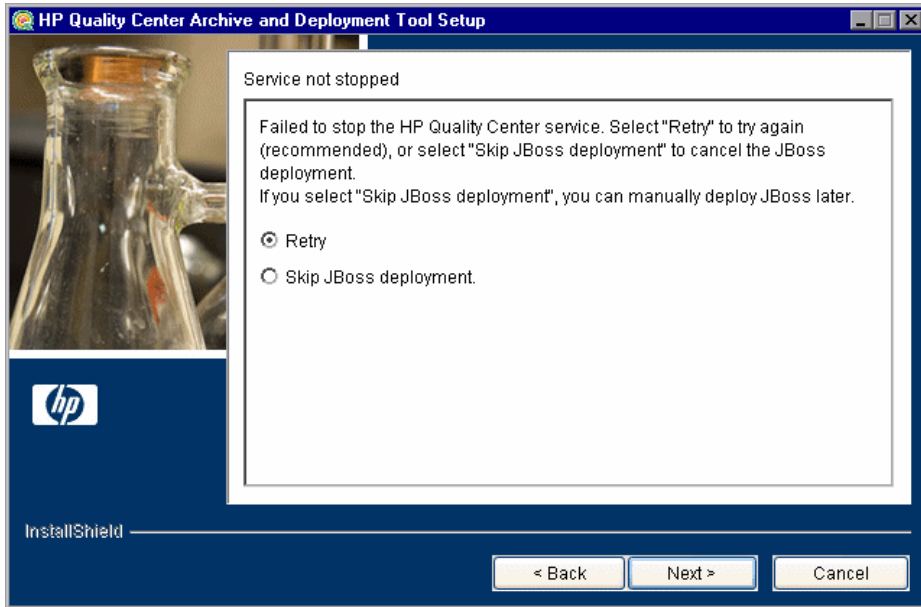 HP Quality Center Archive and Deployment Tool Setup
Service not stopped
Failed to stop the HP Quality Center service. Select "Retry" to try again
(recommended), or select "Skip JBoss deployment" to cancel the JBoss
deployment.
If you select "Skip JBoss deployment", you can manually deploy JBoss later.
Retry
Skip JBoss deployment.
hp
InstallShield
< Back
Next >
Cancel